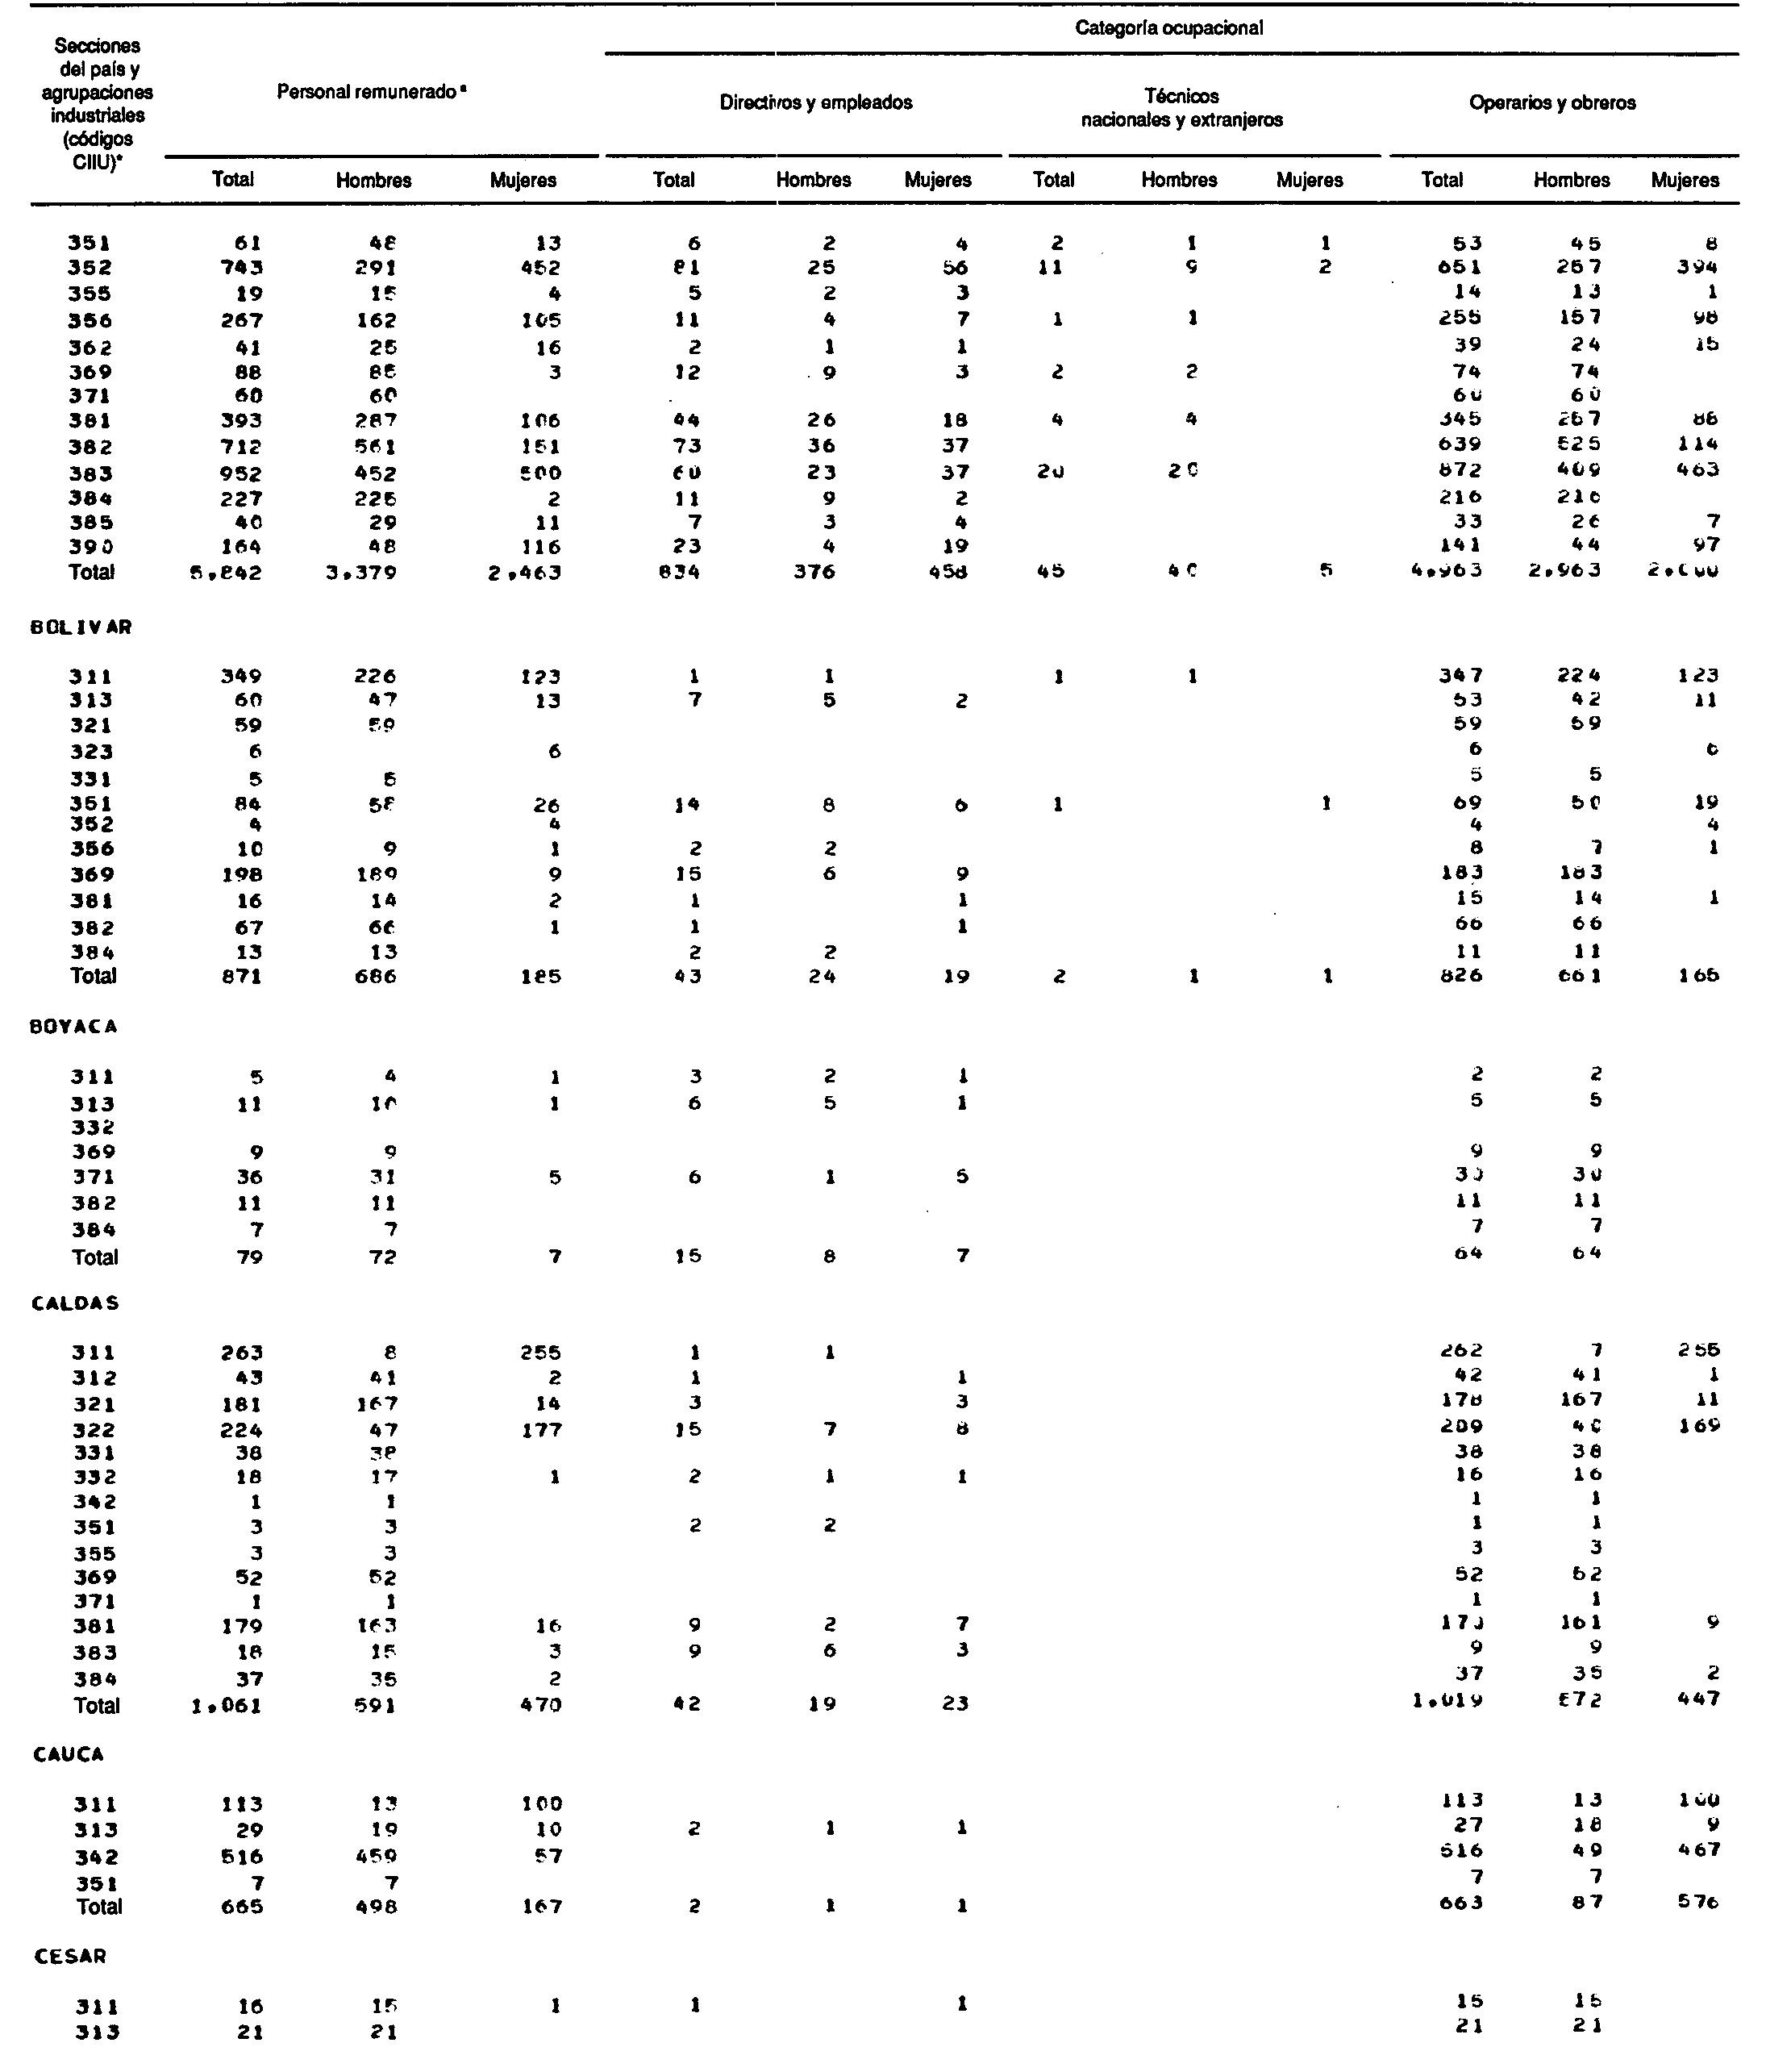 Secciones del país y agrupaciones industriales (códigos CIIU)* Personal remunerado ª Categoría ocupacional
Directivos y empleados Técnicos nacionales y extranjeros Operarios y obreros
Total Hombres Mujeres Total Hombres Mujeres Total Hombres Mujeres Total Hombres Mujeres
351 61 48 13 6 2 4 2 1 1 53 45 8
352 743 291 452 81 25 56 11 9 2 651 257 394
355 19 15 4 5 2 3 14 13 1
356 267 162 105 11 4 7 1 1 255 157 98
362 41 25 16 2 1 1 39 24 15
369 88 85 3 12 9 3 2 2 74 74
371 60 60 60 60
381 393 287 106 44 26 18 4 4 345 257 88
382 712 561 151 73 36 37 639 525 114
383 952 452 500 60 23 37 20 20 872 409 463
384 227 225 2 11 9 2 216 216
385 40 29 11 7 3 4 33 26 7
390 164 48 116 23 4 19 141 44 97
Total 5,842 3,379 2,463 834 376 458 45 40 5 4,963 2,963 2,000
BOLIVAR
311 349 226 123 1 1 1 1 347 224 123
313 60 47 13 7 5 2 53 42 11
321 59 59 59 59
323 6 6 6 6
331 5 5 5 5
351 84 58 26 14 8 6 1 1 69 50 19
352 4 4 4 4
356 10 9 1 2 2 8 7 1
369 198 189 9 15 6 9 183 183
381 16 14 2 1 1 15 14 1
382 67 66 1 1 1 66 66
384 13 13 2 2 11 11
Total 871 686 185 43 24 19 2 1 1 826 661 165
BOYACA
311 5 4 1 3 2 1 2 2
313 11 10 1 6 5 1 5 5
332
369 9 9 9 9
371 36 31 5 6 1 5 30 30
382 11 11 11 11
384 7 7 7 7
Total 79 72 7 15 8 7 64 64
CALDAS
311 263 8 255 1 1 262 7 255
312 43 41 2 1 1 42 41 1
321 181 167 14 3 3 178 167 11
322 224 47 177 15 7 8 209 40 169
331 38 38 38 38
332 18 17 1 2 1 1 16 16
342 1 1 1 1
351 3 3 2 2 1 1
355 3 3 3 3
369 52 52 52 52
371 1 1 1 1
381 179 163 16 9 2 7 170 161 9
383 18 15 3 9 6 3 9 9
384 37 35 2 37 35 2
Total 1,061 591 470 42 19 23 1,019 572 447
CAUCA
311 113 13 100 113 13 100
313 29 19 10 2 1 1 27 18 9
342 516 459 57 516 49 467
351 7 7 7 7
Total 665 498 167 2 1 1 663 87 576
CESAR
311 16 15 1 1 1 15 15
313 21 21 21 21